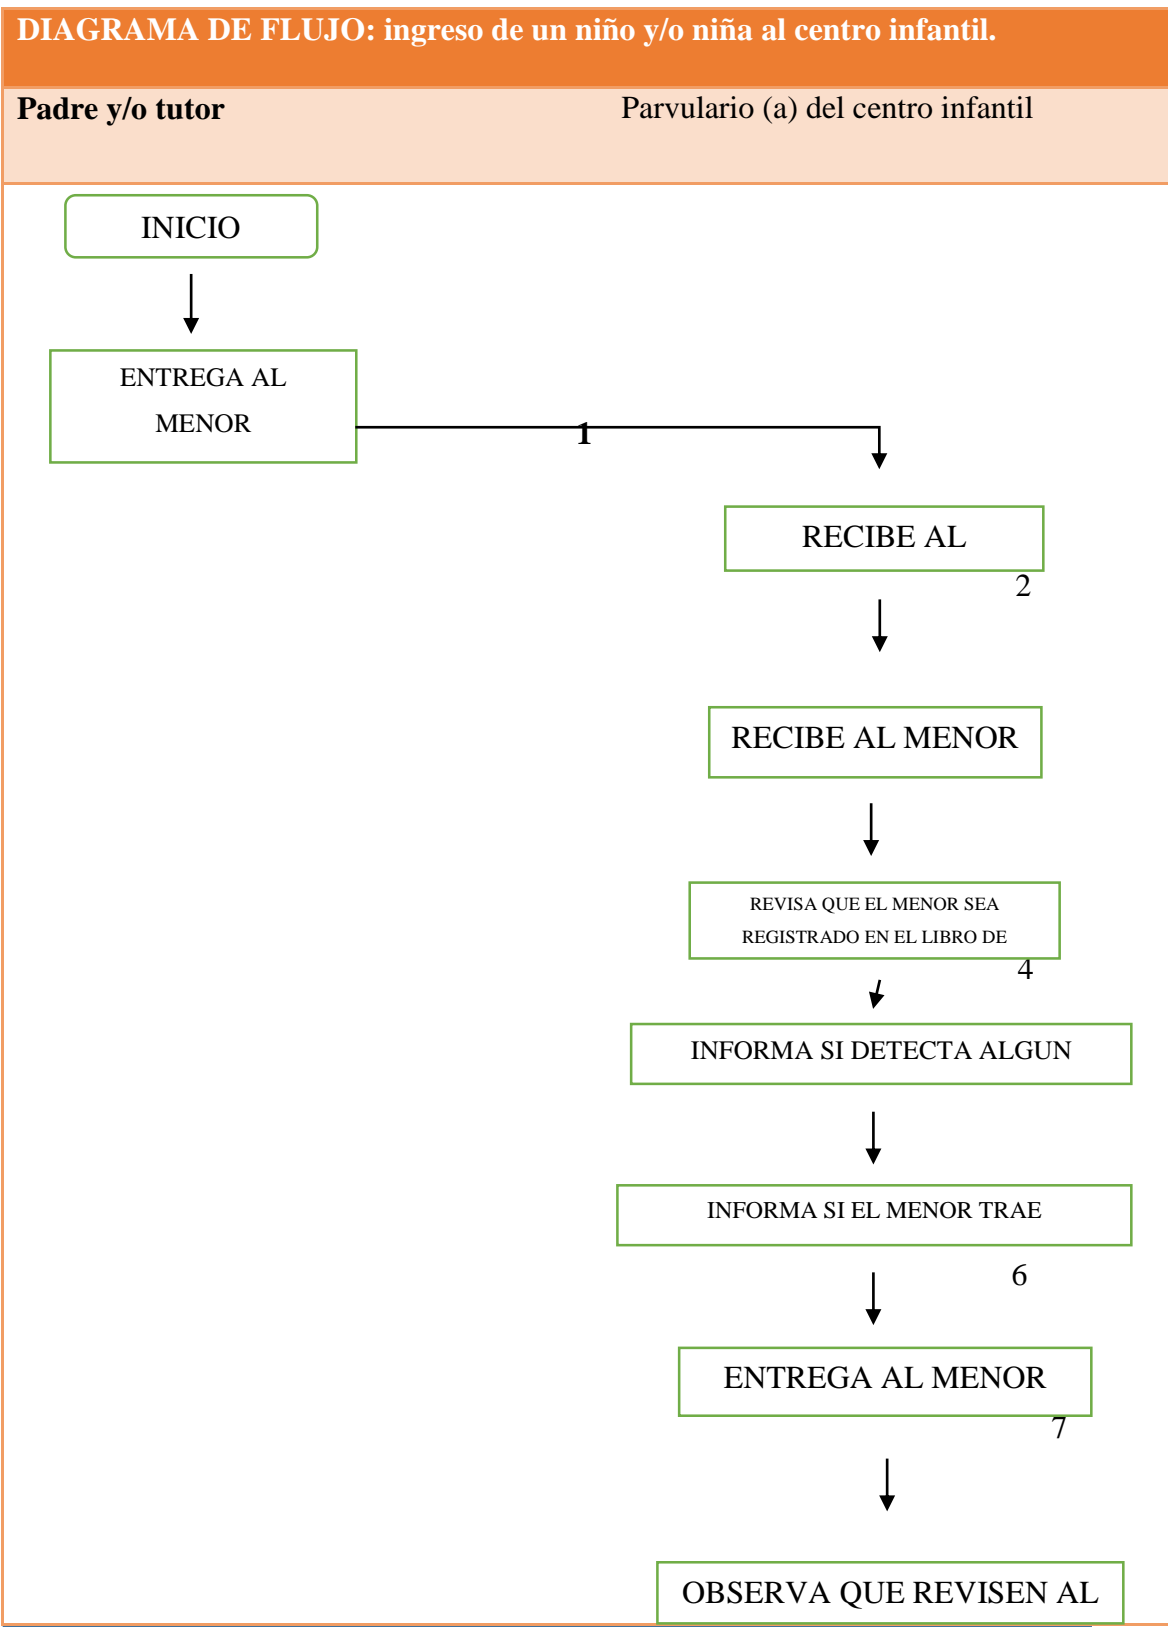 DIAGRAMA DE FLUJO: ingreso de un niño y/o niña al centro infantil.
Padre y/o tutor
Parvulario (a) del centro infantil
INICIO
ENTREGA AL
MENOR
1
RECIBE AL
2
RECIBE AL MENOR
REVISA QUE EL MENOR SEA
REGISTRADO EN EL LIBRO DE
4
INFORMA SI DETECTA ALGUN
INFORMA SI EL MENOR TRAE
6
ENTREGA AL MENOR
7
OBSERVA QUE REVISEN AL